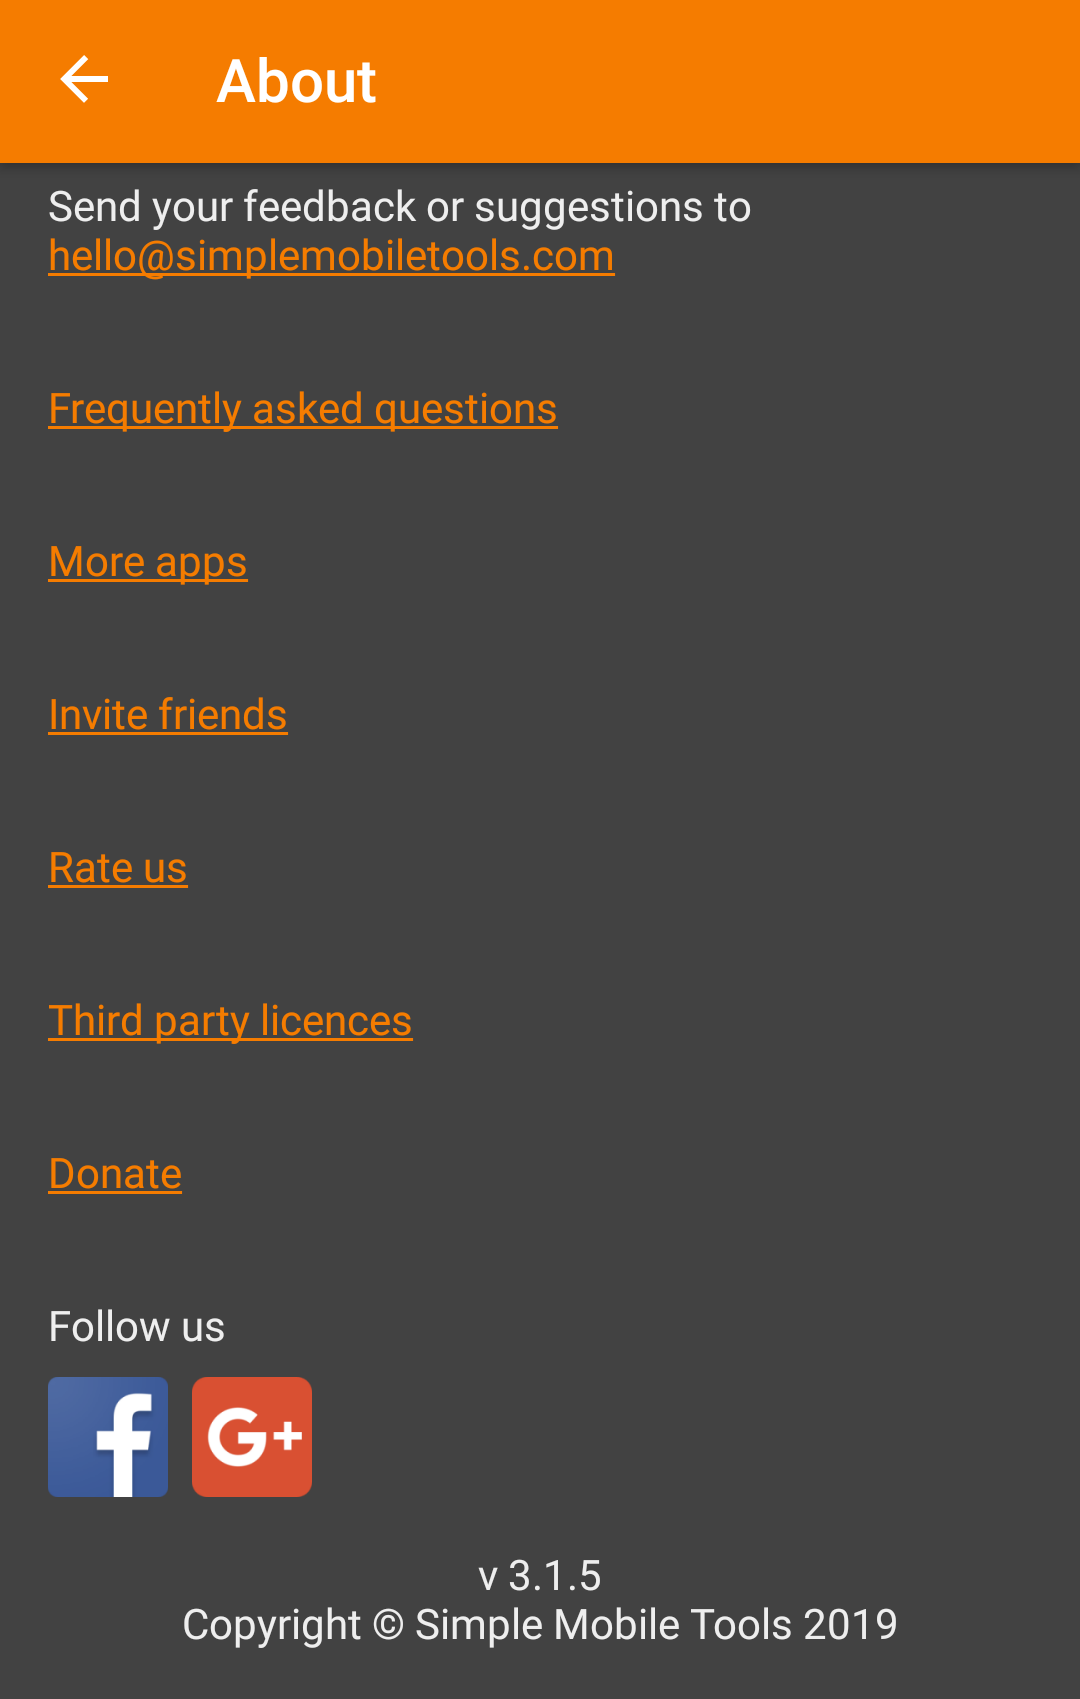 About
Send your feedback or suggestions to
hello@simplemobiletools.com
Frequently asked questions
More apps
Invite friends
Rate us
Third party licences
Donate
Follow us
f G+
v 3.1.5
Copyright © Simple Mobile Tools 2019